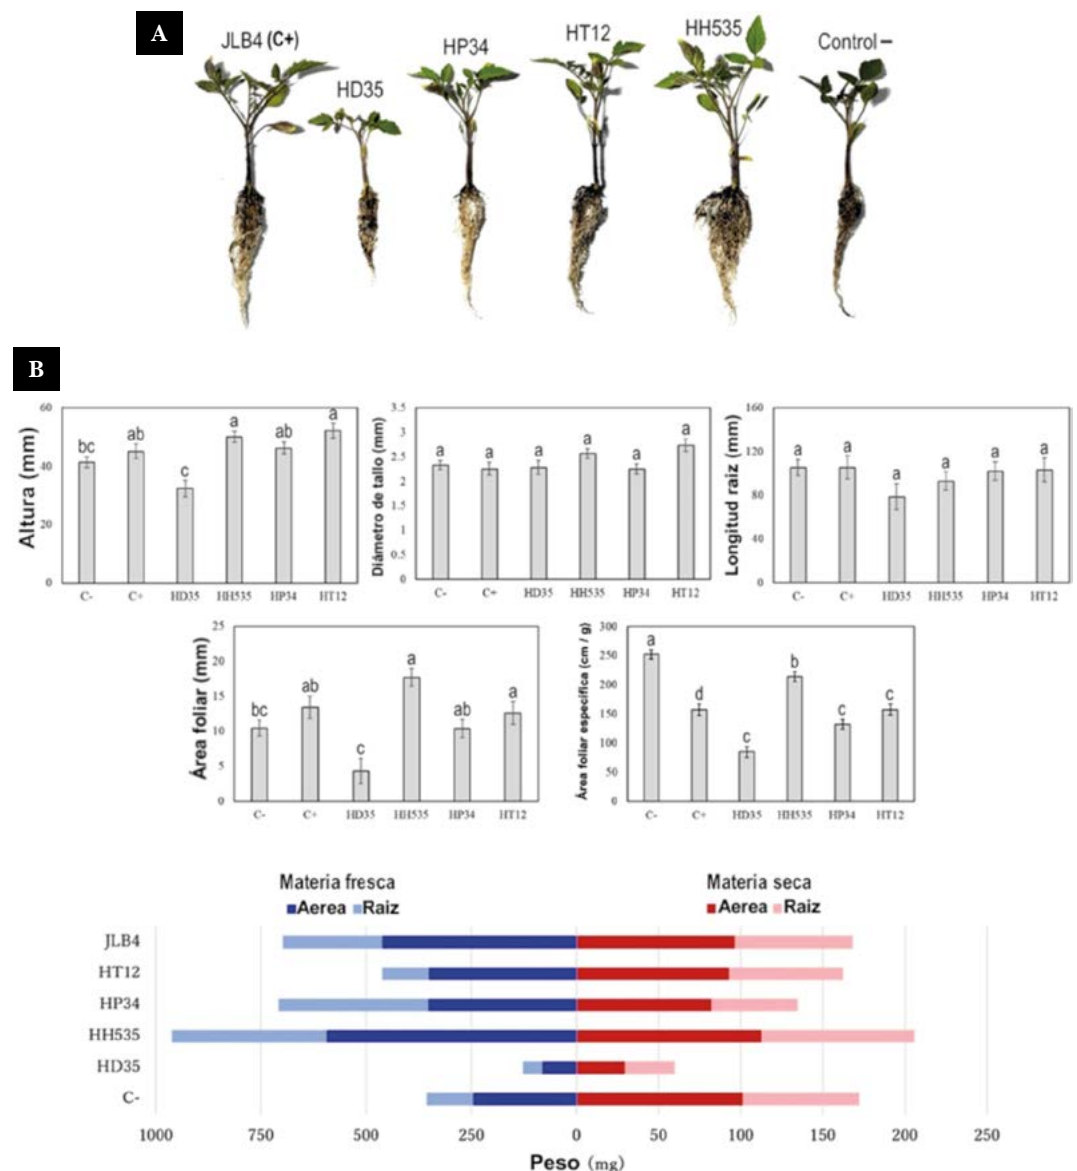 A
JLB4 (C+)
HD35
HP34
HT12
HH535
Control –
B
Altura (mm)
60
40
20
0
bc
ab
c
a
ab
a
C-
C+
HD35
HH535
HP34
HT12
Diámetro de tallo (mm)
3.5
3
2.5
2
1.5
1
0.5
0
a
a
a
a
a
a
C-
C+
HD35
HH535
HP34
HT12
Longitud raiz (mm)
160
120
80
40
0
a
a
a
a
a
a
C-
C+
HD35
HH535
HP34
HT12
Área foliar (mm)
25
20
15
10
5
0
bc
ab
c
a
ab
a
C-
C+
HD35
HH535
HP34
HT12
Área foliar específica (cm / g)
300
250
200
150
100
50
0
a
d
c
b
c
c
C-
C+
HD35
HH535
HP34
HT12
Materia fresca
Aerea Raiz
Materia seca
Aerea Raiz
JLB4
HT12
HP34
HH535
HD35
C-
1000 750 500 250 0 50 100 150 200 250
Peso (mg)